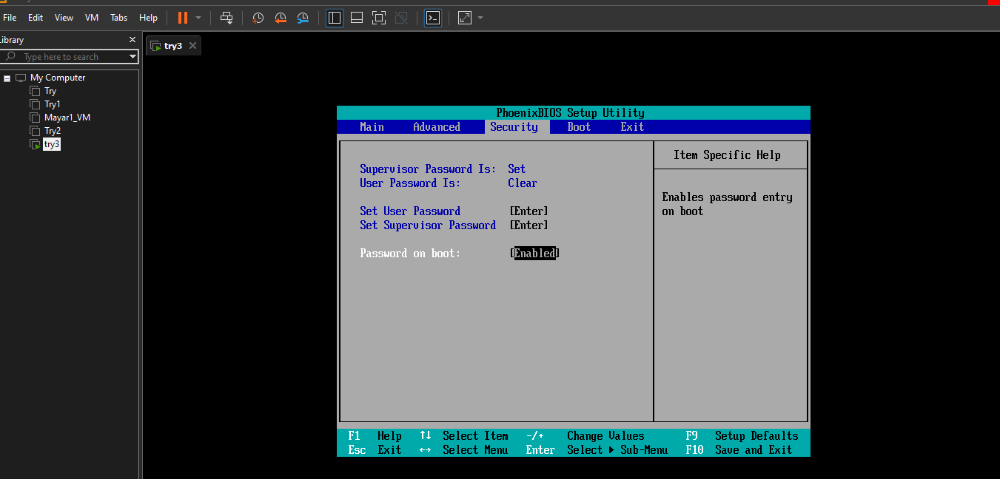 File Edit View VM Tabs Help
Library
Type here to search
My Computer
Try
Try1
Mayar1_VM
Try2
try3
try3
PhoenixBIOS Setup Utility
Main Advanced Security Boot Exit
Supervisor Password Is: Set
User Password Is: Clear
Set User Password [Enter]
Set Supervisor Password [Enter]
Password on boot: [Enabled]
Item Specific Help
Enables password entry
on boot
F1 Help ↑↓ Select Item -/+ Change Values F9 Setup Defaults
Esc Exit ↔ Select Menu Enter Select ▶ Sub-Menu F10 Save and Exit